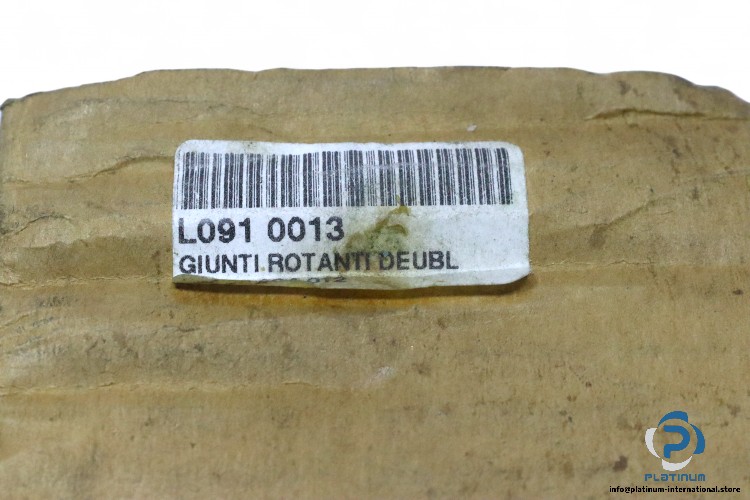 L091 0013
GIUNTI ROTANTI DEUBL
PLATINUM
info@platinum-international.store